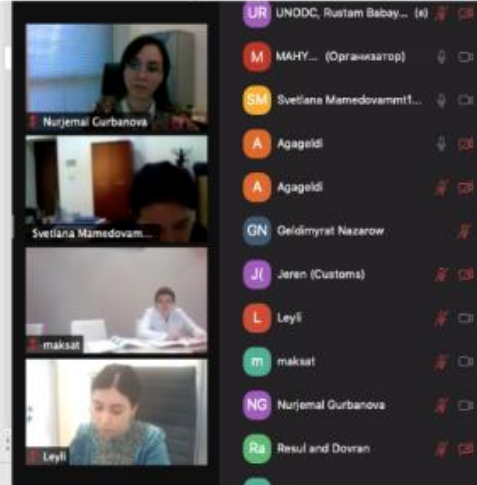 Nurjemal Gurbanova
Svetlana Mamedovam...
maksat
Leyli
UR UNODC, Rustam Babay... (я)
M МАНУ... (Организатор)
SM Svetlana Mamedovammt1...
A Agageldi
A Agageldi
GN Geldimyrat Nazarow
J( Jeren (Customs)
L Leyli
m maksat
NG Nurjemal Gurbanova
Ra Resul and Dovran